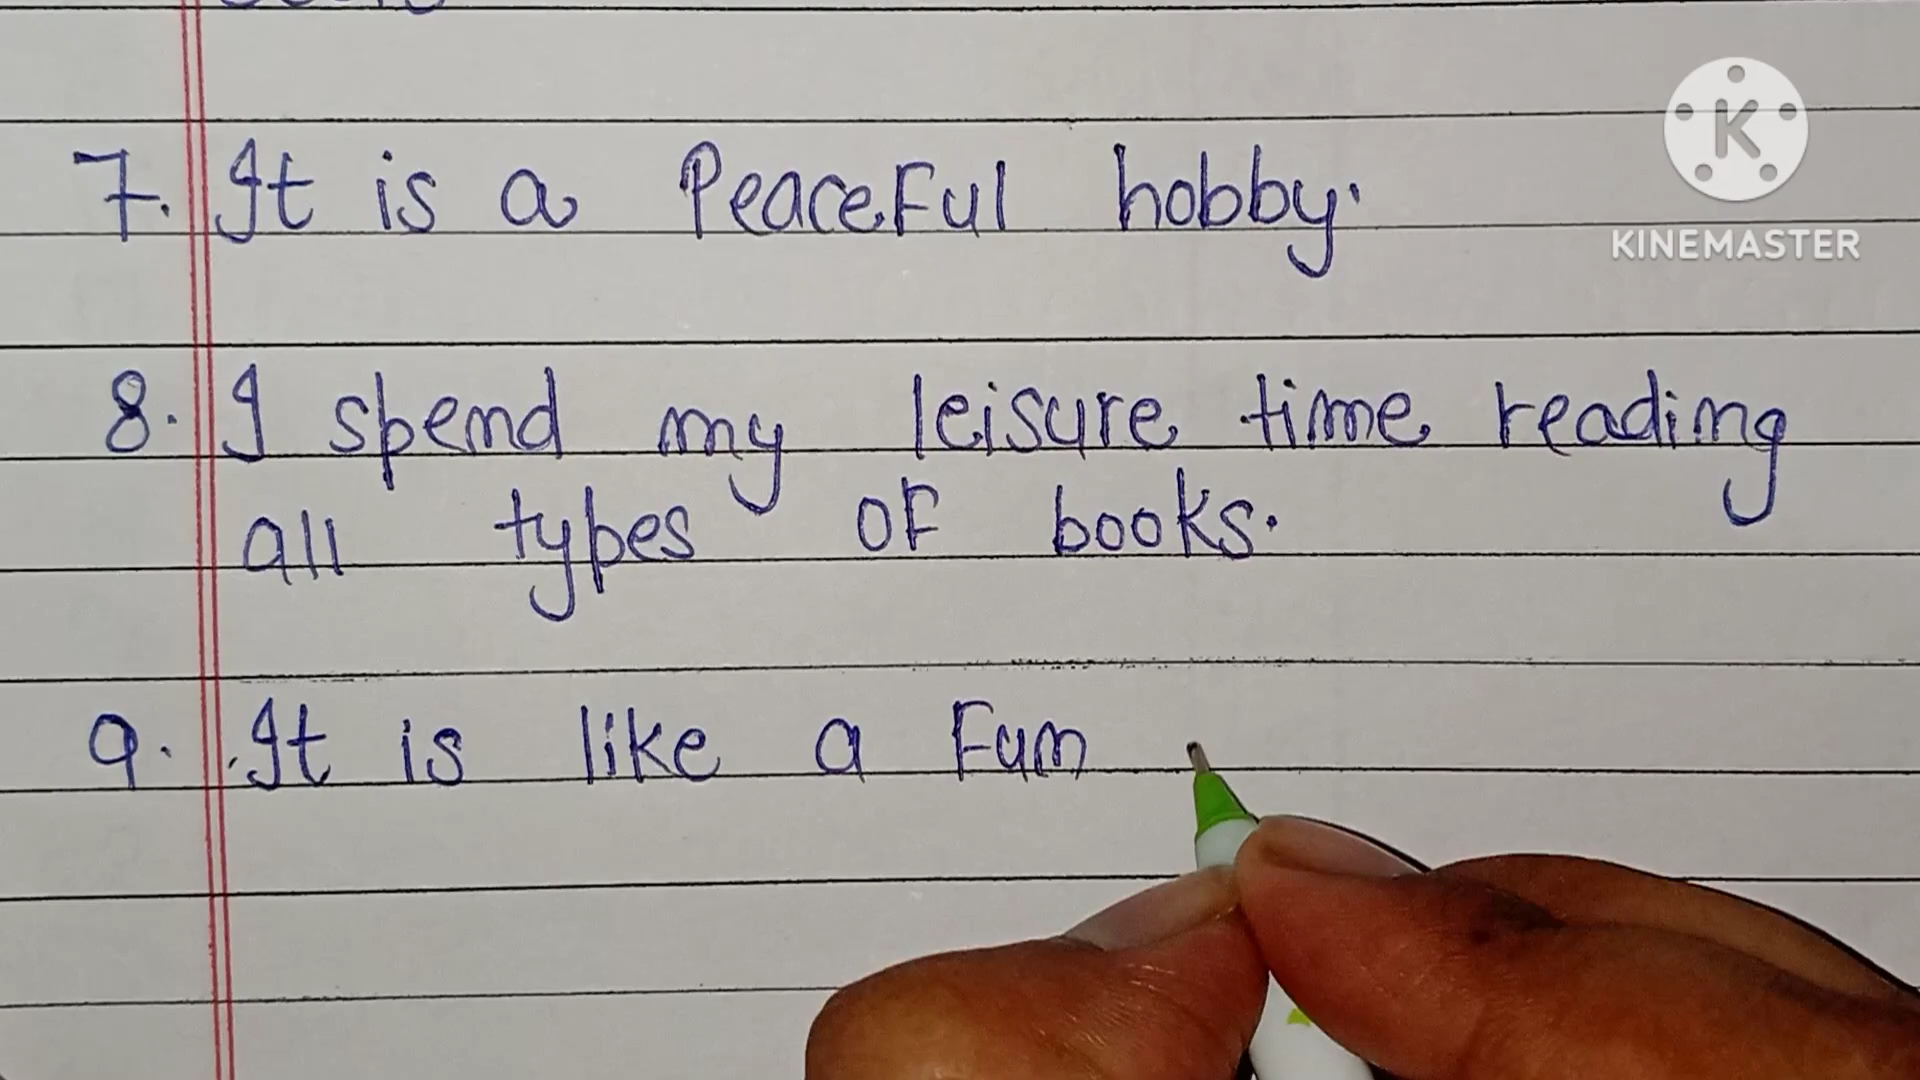 7. It is a PeaceFul hobby.
KINEMASTER
8. I spend my leisure time reading
all types of books.
9. It is like a Fun